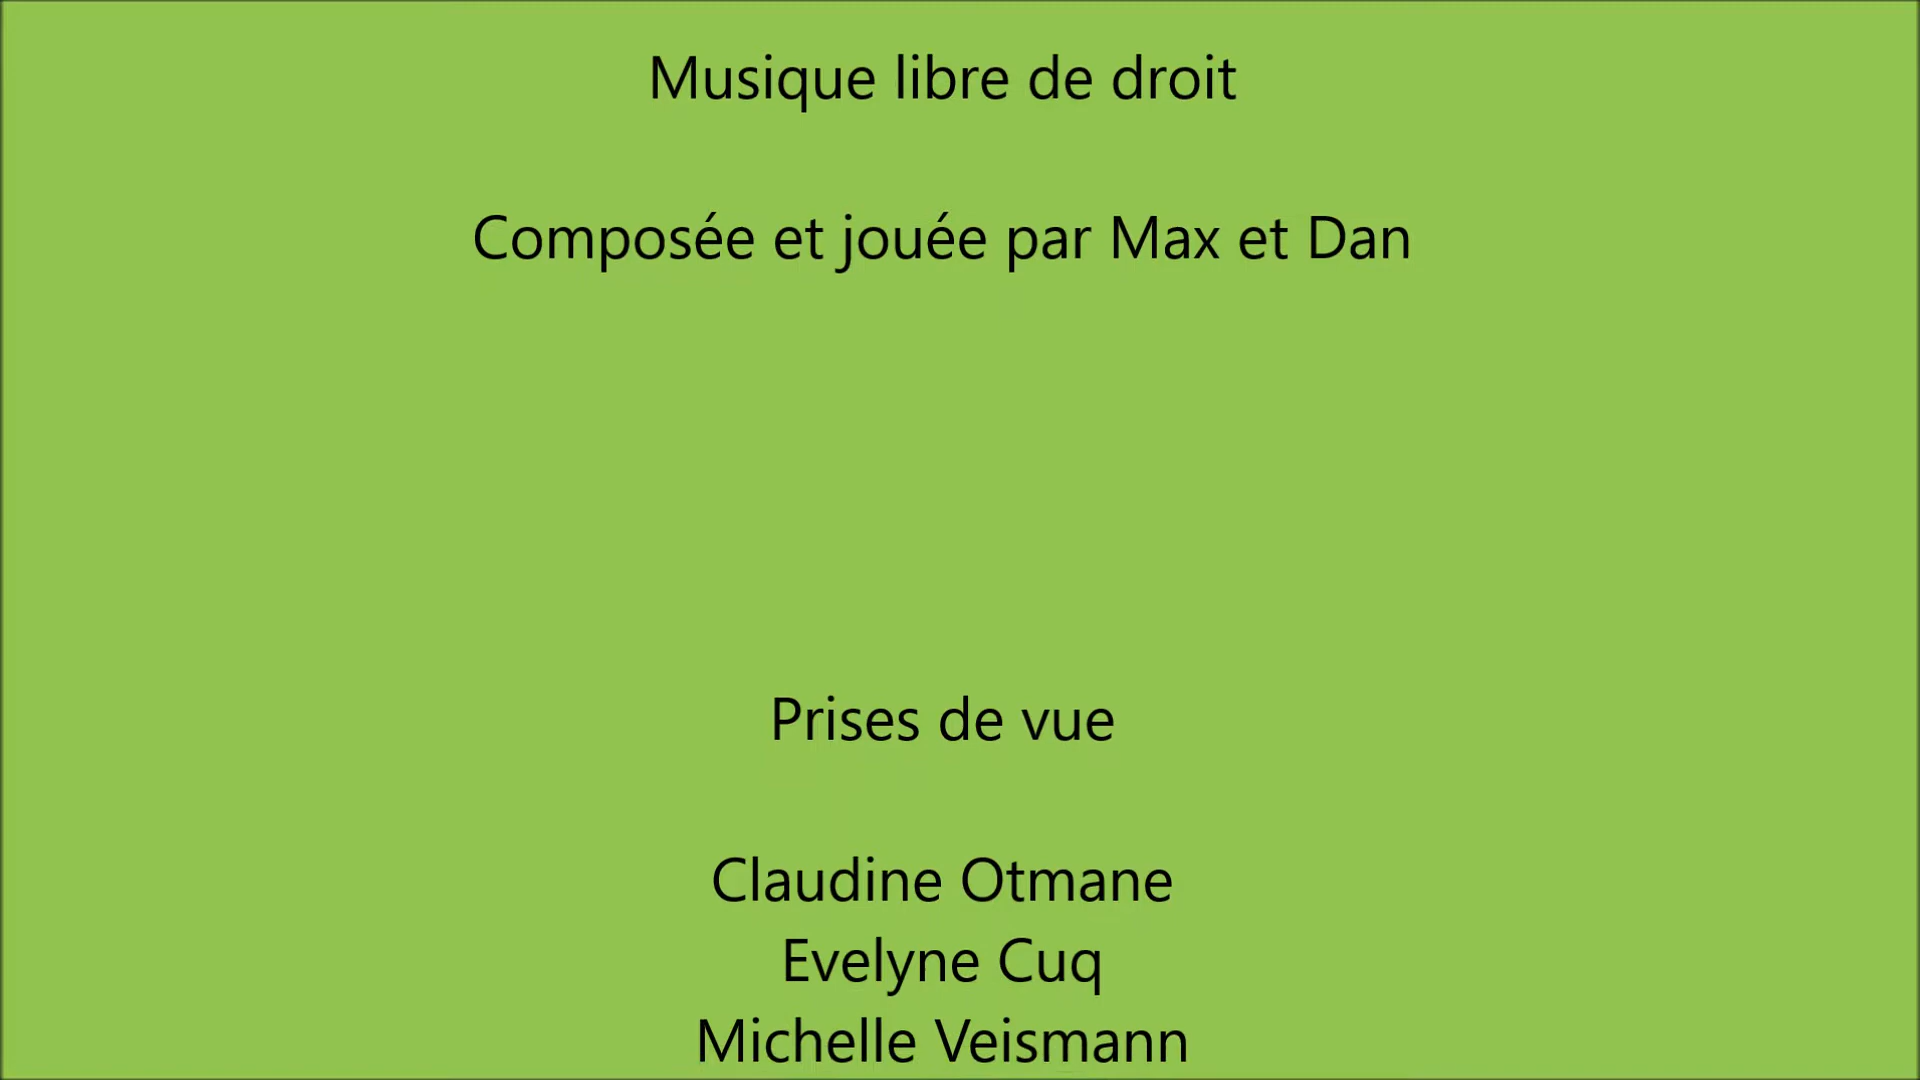 Musique libre de droit
Composée et jouée par Max et Dan
Prises de vue
Claudine Otmane
Evelyne Cuq
Michelle Veismann